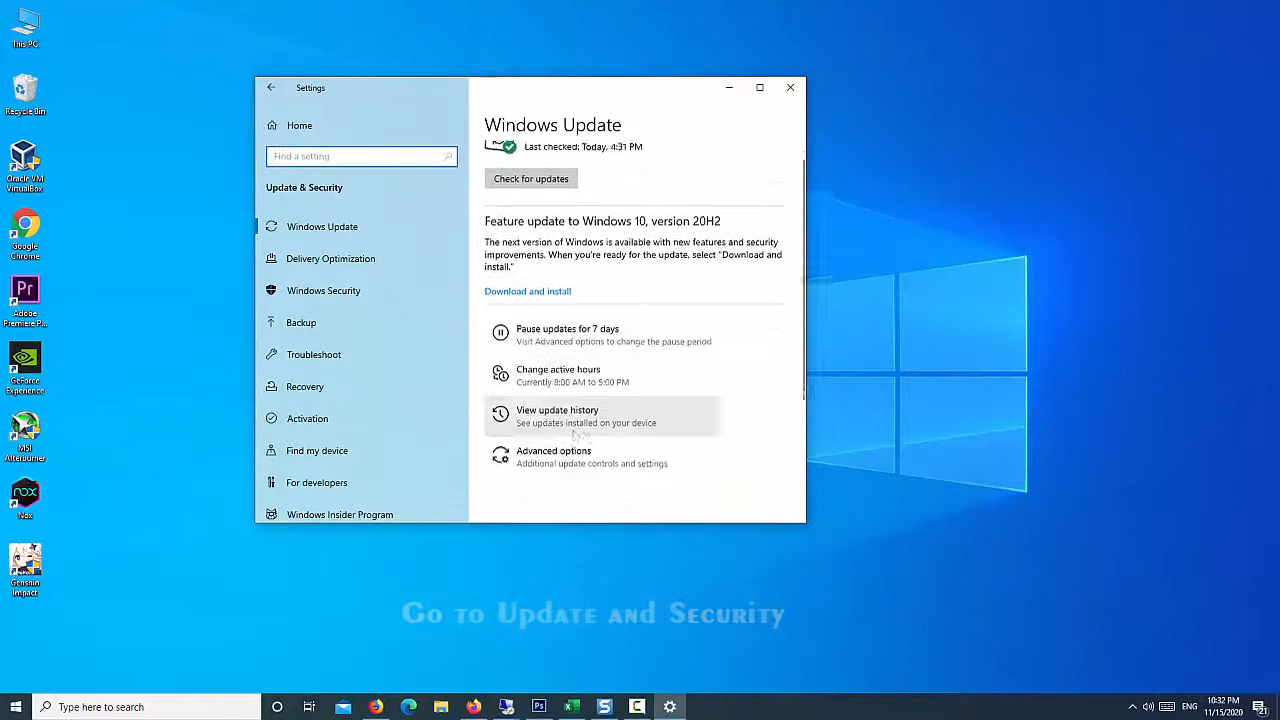 This PC
Recycle Bin
Oracle VM
VirtualBox
Google
Chrome
Adobe
Premiere P...
GeForce
Experience
MSI
Afterburner
Nox
Genshin
Impact
Settings
Home
Find a setting
Update & Security
Windows Update
Delivery Optimization
Windows Security
Backup
Troubleshoot
Recovery
Activation
Find my device
For developers
Windows Insider Program
Windows Update
Last checked: Today, 4:31 PM
Check for updates
Feature update to Windows 10, version 20H2
The next version of Windows is available with new features and security
improvements. When you're ready for the update, select "Download and
install."
Download and install
Pause updates for 7 days
Visit Advanced options to change the pause period
Change active hours
Currently 8:00 AM to 5:00 PM
View update history
See updates installed on your device
Advanced options
Additional update controls and settings
Go to Update and Security
Type here to search
ENG
10:32 PM
11/15/2020